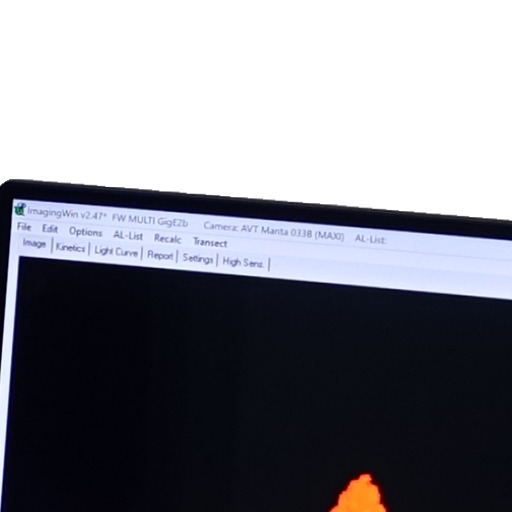 ImagingWin v2.47* FW MULTI GigE2b Camera: AVT Manta 033B (MAXI) AL-List:
File Edit Options AL-List Recalc Transect
Image Kinetics Light Curve Report Settings High Sens.